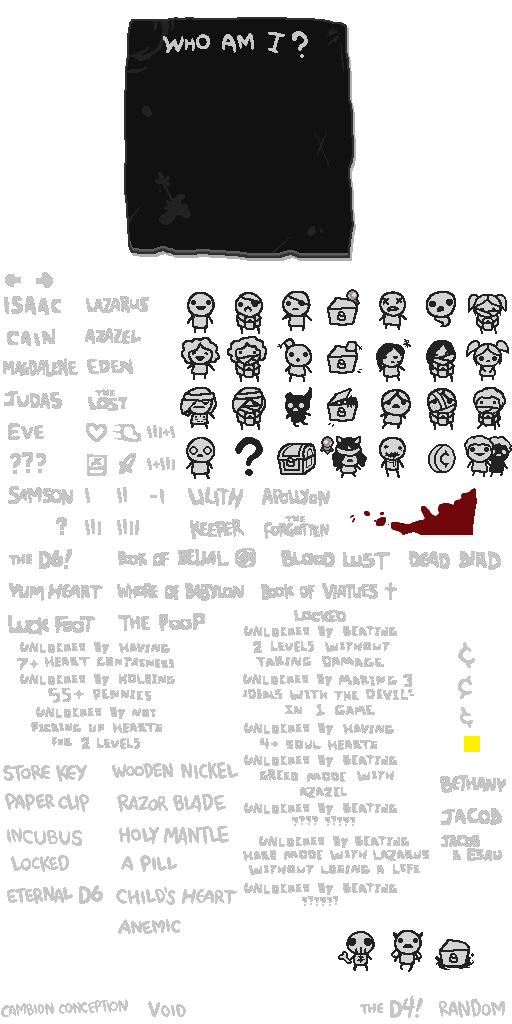 WHO AM I?
ISAAC LAZARUS
CAIN AZAZEL
MAGDALENE EDEN
JUDAS THE LOST
EVE
??? ?
SAMSON LILITH APOLLYON
? KEEPER THE FORGOTTEN
THE D6! BOOK OF BELIAL BLOOD LUST DEAD BIRD
YUM HEART WHORE OF BABYLON BOOK OF VIRTUES
LUCK FOOT THE POOP
LOCKED
UNLOCKED BY HAVING
7+ HEART CONTAINERS
UNLOCKED BY HOLDING
55+ PENNIES
UNLOCKED BY NOT
PICKING UP HEARTS
FOR 2 LEVELS
UNLOCKED BY BEATING
2 LEVELS WITHOUT
TAKING DAMAGE
UNLOCKED BY MAKING 3
"DEALS WITH THE DEVIL"
IN 1 GAME
UNLOCKED BY HAVING
4+ SOUL HEARTS
UNLOCKED BY BEATING
GREED MODE WITH
AZAZEL
UNLOCKED BY BEATING
???? ?????
UNLOCKED BY BEATING
HARD MODE WITH LAZARUS
WITHOUT LOSING A LIFE
UNLOCKED BY BEATING
??????
¢
¢
¢
STORE KEY WOODEN NICKEL
PAPER CLIP RAZOR BLADE
INCUBUS HOLY MANTLE
LOCKED A PILL
ETERNAL D6 CHILD'S HEART
ANEMIC
BETHANY
JACOB
JACOB
& ESAU
CAMBION CONCEPTION VOID THE D4! RANDOM